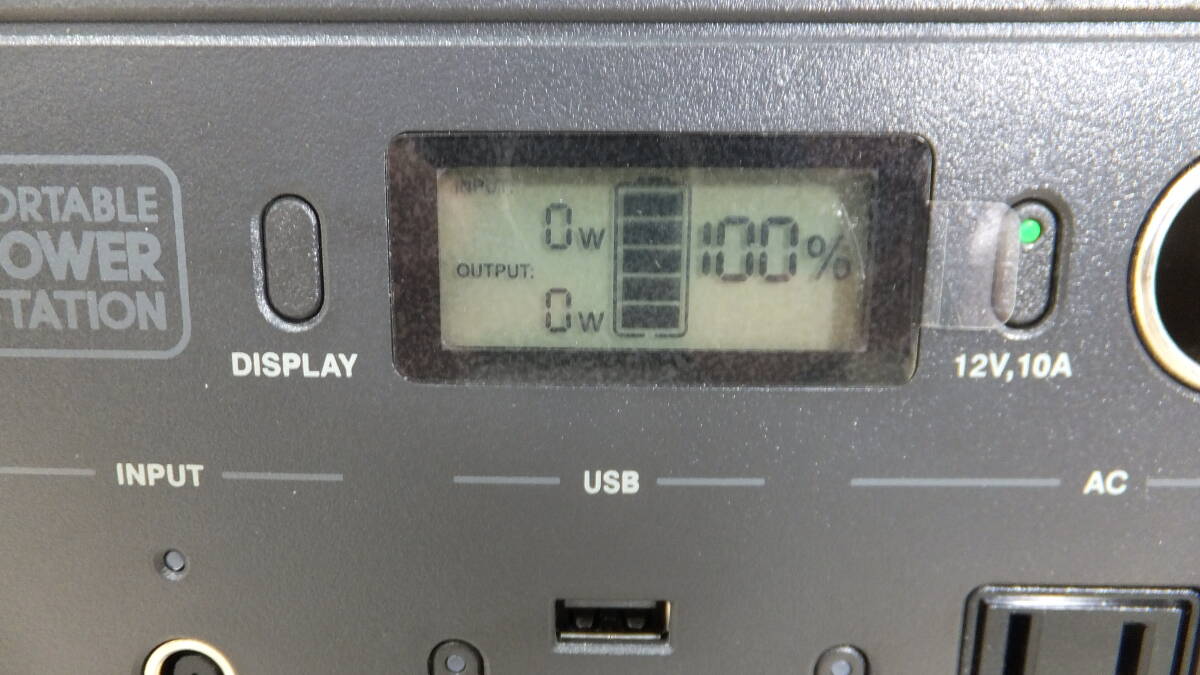 ORTABLE
OWER
TATION
DISPLAY
INPUT:
0W
OUTPUT:
0W
100%
12V,10A
INPUT
USB
AC